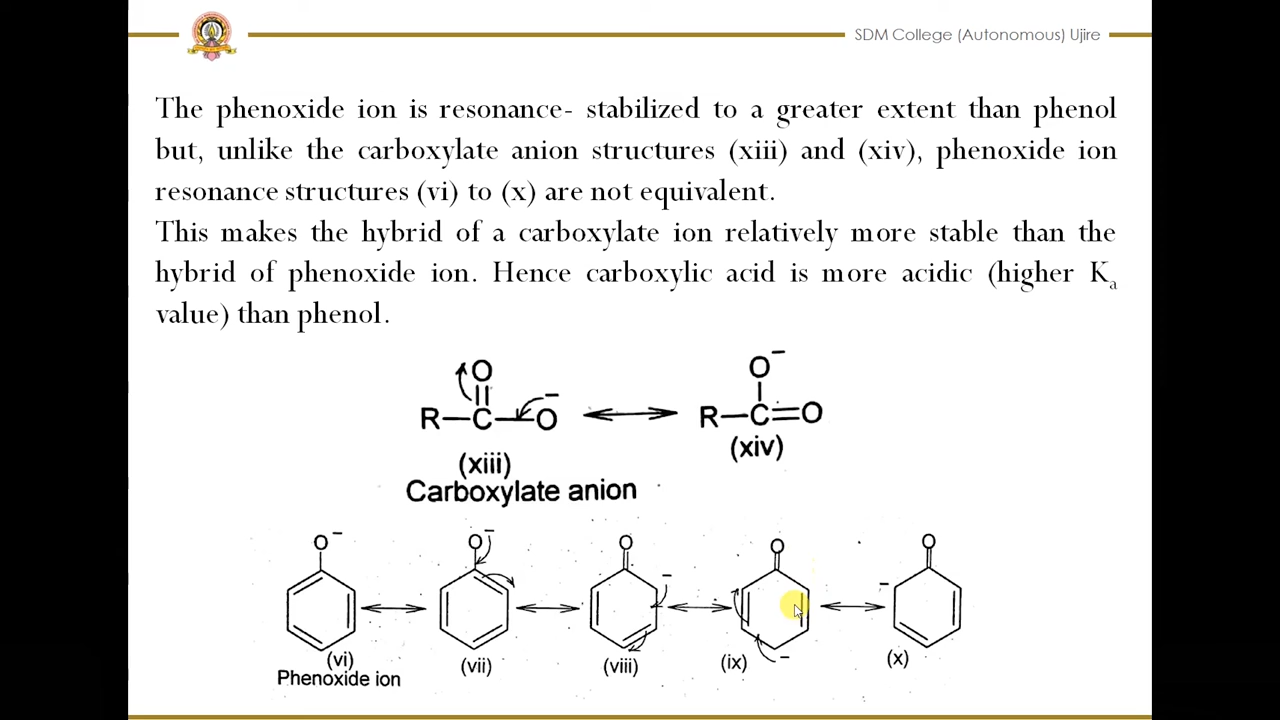 SDM College (Autonomous) Ujire
The phenoxide ion is resonance- stabilized to a greater extent than phenol
but, unlike the carboxylate anion structures (xiii) and (xiv), phenoxide ion
resonance structures (vi) to (x) are not equivalent.
This makes the hybrid of a carboxylate ion relatively more stable than the
hybrid of phenoxide ion. Hence carboxylic acid is more acidic (higher Kₐ
value) than phenol.
O O⁻
R—C—O⁻ R—C=O
(xiii) (xiv)
Carboxylate anion
O⁻ O⁻ O O O
− − −
(vi) (vii) (viii) (ix) (x)
Phenoxide ion